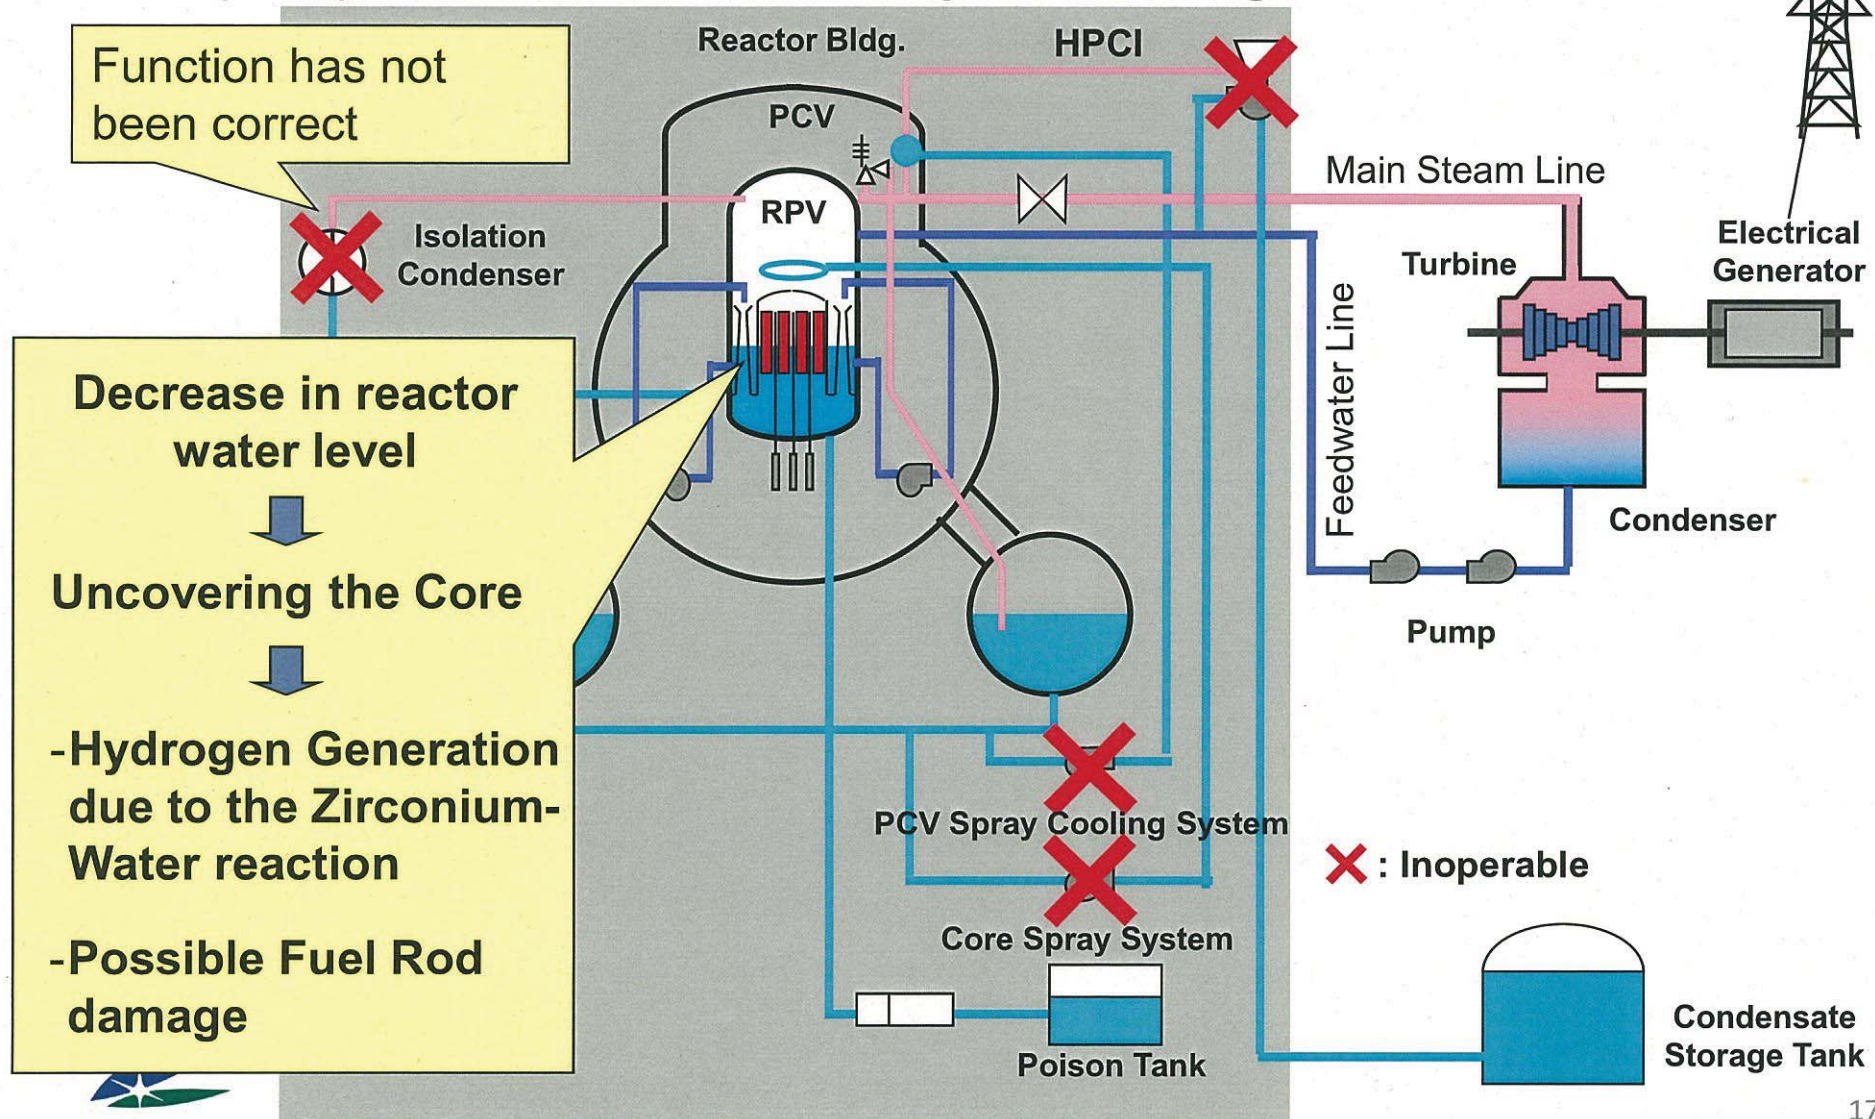 Function has not
been correct
Reactor Bldg.
HPCI
PCV
RPV
Main Steam Line
Isolation
Condenser
Turbine
Electrical
Generator
Feedwater Line
Decrease in reactor
water level
Uncovering the Core
-Hydrogen Generation
due to the Zirconium-
Water reaction
-Possible Fuel Rod
damage
Condenser
Pump
PCV Spray Cooling System
: Inoperable
Core Spray System
Poison Tank
Condensate
Storage Tank
17